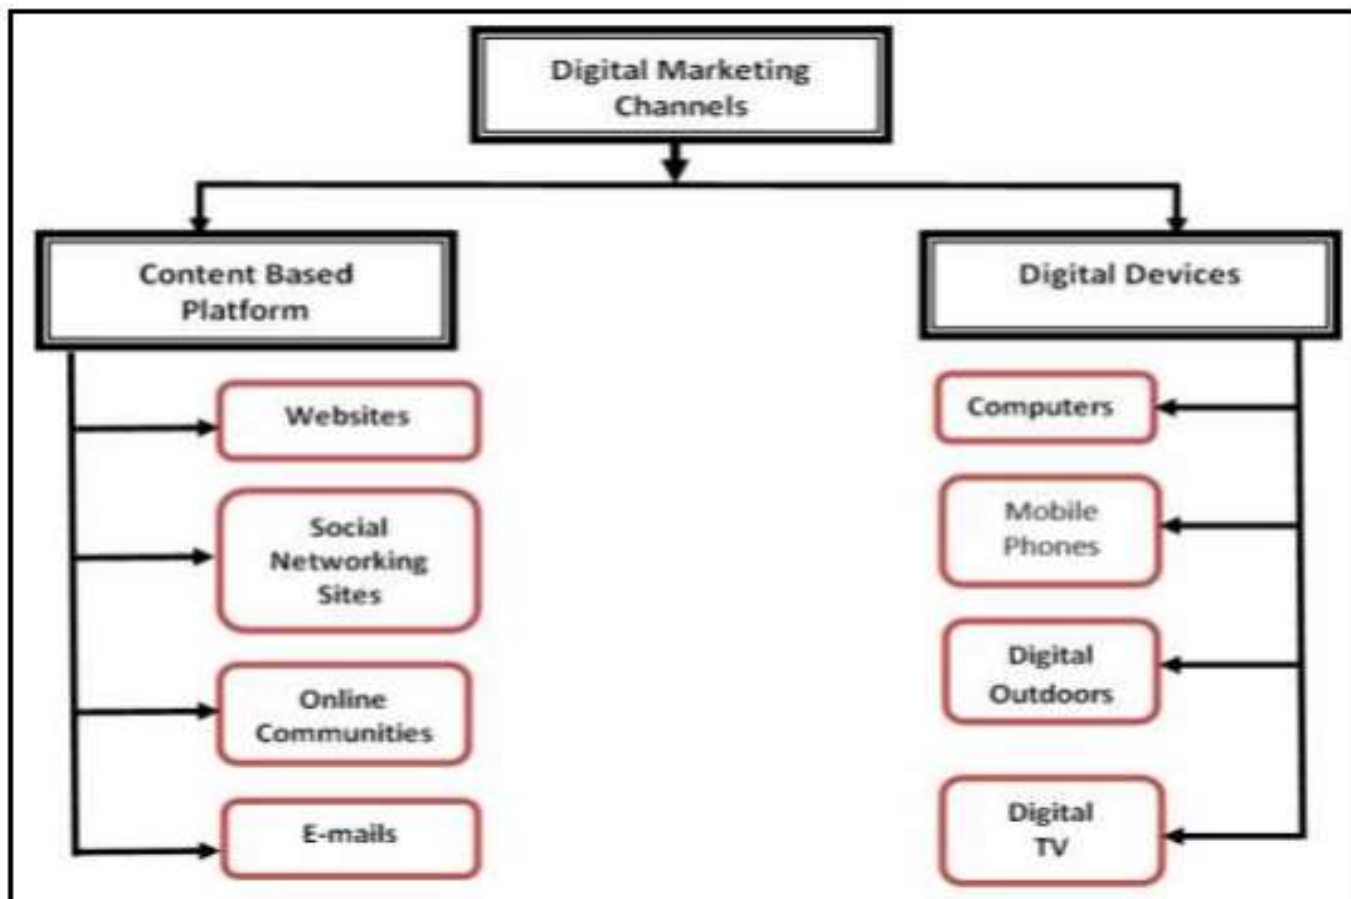 Digital Marketing
Channels
Content Based
Platform
Websites
Social
Networking
Sites
Online
Communities
E-mails
Digital Devices
Computers
Mobile
Phones
Digital
Outdoors
Digital
TV